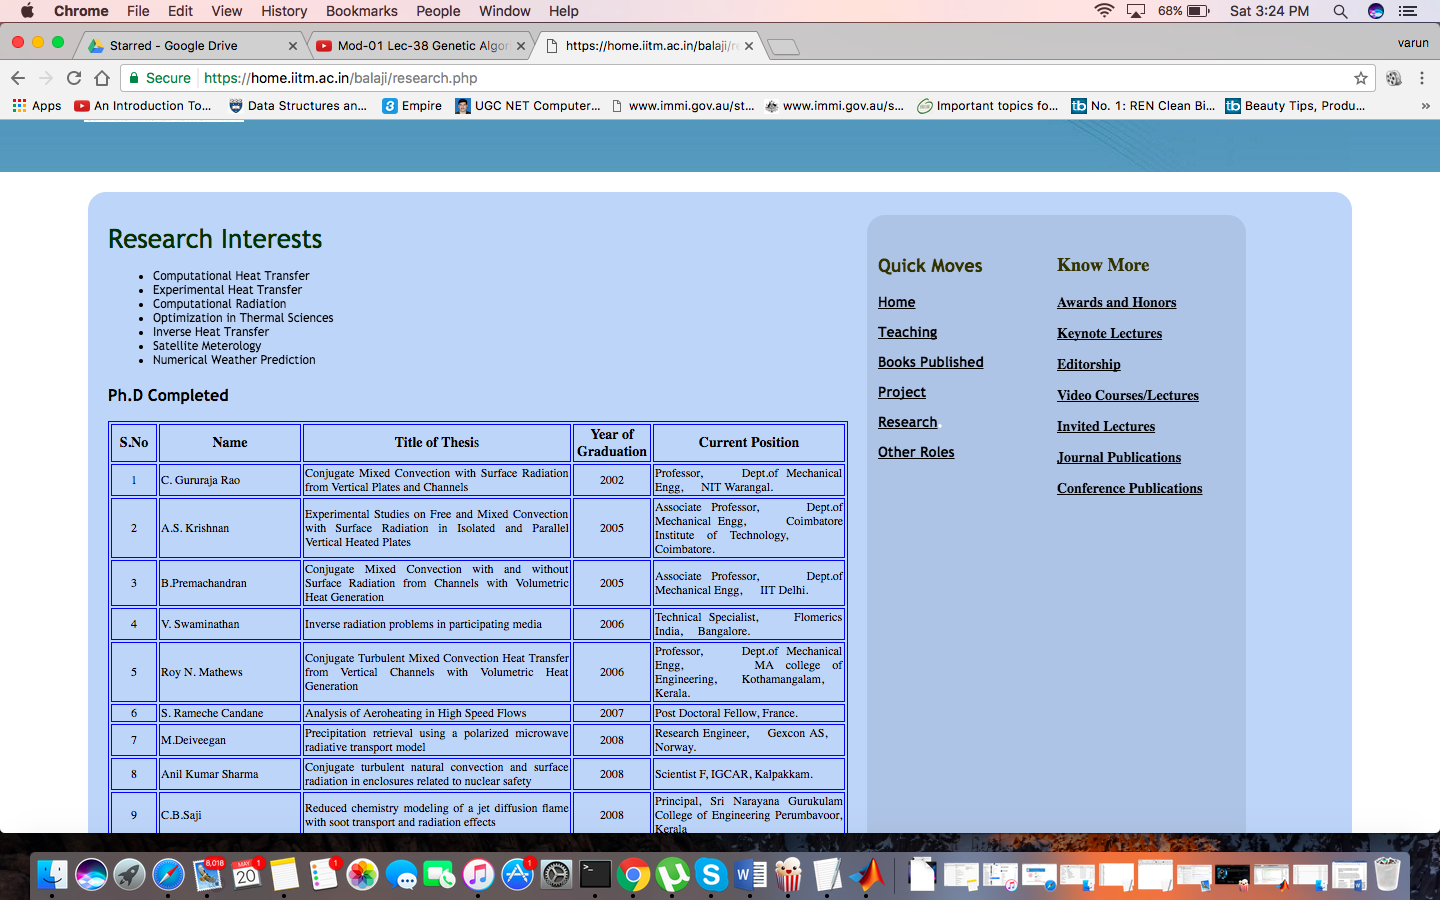 Chrome File Edit View History Bookmarks People Window Help 68% Sat 3:24 PM
Starred - Google Drive Mod-01 Lec-38 Genetic Algor https://home.iitm.ac.in/balaji/re varun
Secure https://home.iitm.ac.in/balaji/research.php
Apps An Introduction To... Data Structures an... Empire UGC NET Computer... www.immi.gov.au/st... www.immi.gov.au/s... Important topics fo... No. 1: REN Clean Bi... Beauty Tips, Produ... »
Research Interests
Computational Heat Transfer
Experimental Heat Transfer
Computational Radiation
Optimization in Thermal Sciences
Inverse Heat Transfer
Satellite Meterology
Numerical Weather Prediction
Ph.D Completed
S.No Name Title of Thesis Year of Graduation Current Position
1 C. Gururaja Rao Conjugate Mixed Convection with Surface Radiation from Vertical Plates and Channels 2002 Professor, Dept.of Mechanical Engg, NIT Warangal.
2 A.S. Krishnan Experimental Studies on Free and Mixed Convection with Surface Radiation in Isolated and Parallel Vertical Heated Plates 2005 Associate Professor, Dept.of Mechanical Engg, Coimbatore Institute of Technology, Coimbatore.
3 B.Premachandran Conjugate Mixed Convection with and without Surface Radiation from Channels with Volumetric Heat Generation 2005 Associate Professor, Dept.of Mechanical Engg, IIT Delhi.
4 V. Swaminathan Inverse radiation problems in participating media 2006 Technical Specialist, Flomerics India, Bangalore.
5 Roy N. Mathews Conjugate Turbulent Mixed Convection Heat Transfer from Vertical Channels with Volumetric Heat Generation 2006 Professor, Dept.of Mechanical Engg, MA college of Engineering, Kothamangalam, Kerala.
6 S. Rameche Candane Analysis of Aeroheating in High Speed Flows 2007 Post Doctoral Fellow, France.
7 M.Deiveegan Precipitation retrieval using a polarized microwave radiative transport model 2008 Research Engineer, Gexcon AS, Norway.
8 Anil Kumar Sharma Conjugate turbulent natural convection and surface radiation in enclosures related to nuclear safety 2008 Scientist F, IGCAR, Kalpakkam.
9 C.B.Saji Reduced chemistry modeling of a jet diffusion flame with soot transport and radiation effects 2008 Principal, Sri Narayana Gurukulam College of Engineering Perumbavoor, Kerala
Quick Moves
Home
Teaching
Books Published
Project
Research.
Other Roles
Know More
Awards and Honors
Keynote Lectures
Editorship
Video Courses/Lectures
Invited Lectures
Journal Publications
Conference Publications
8,018 MAY 20 1 1 1